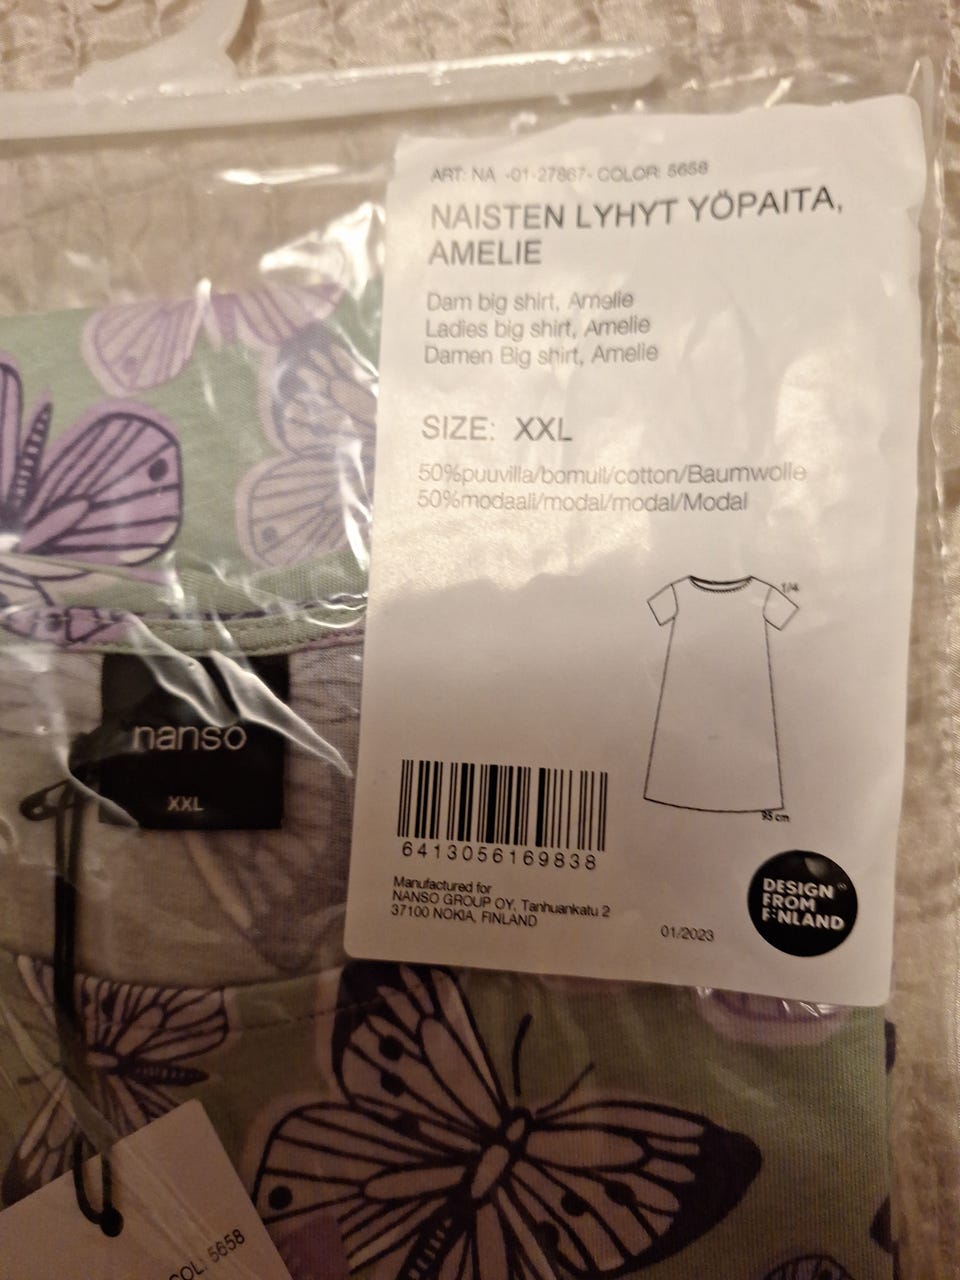 ART: NA -01-27867- COLOR: 5658
NAISTEN LYHYT YÖPAITA,
AMELIE
Dam big shirt, Amelie
Ladies big shirt, Amelie
Damen Big shirt, Amelie
SIZE: XXL
50%puuvilla/bomull/cotton/Baumwolle
50%modaali/modal/modal/Modal
1/4
95 cm
nanso
XXL
6413056169838
Manufactured for
NANSO GROUP OY, Tanhuankatu 2
37100 NOKIA, FINLAND
01/2023
DESIGN
FROM
FINLAND
COL: 5658